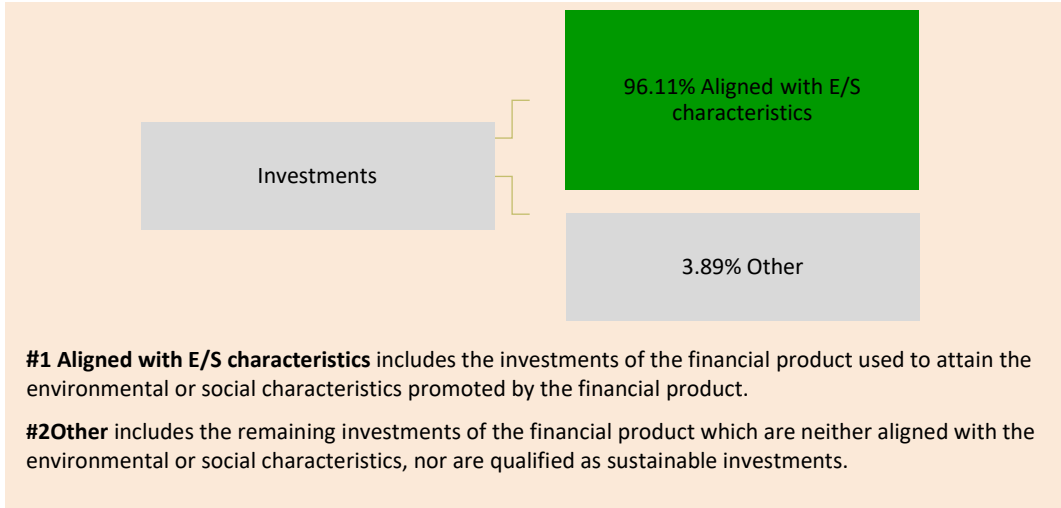 96.11% Aligned with E/S
characteristics
Investments
3.89% Other
#1 Aligned with E/S characteristics includes the investments of the financial product used to attain the
environmental or social characteristics promoted by the financial product.
#2Other includes the remaining investments of the financial product which are neither aligned with the
environmental or social characteristics, nor are qualified as sustainable investments.